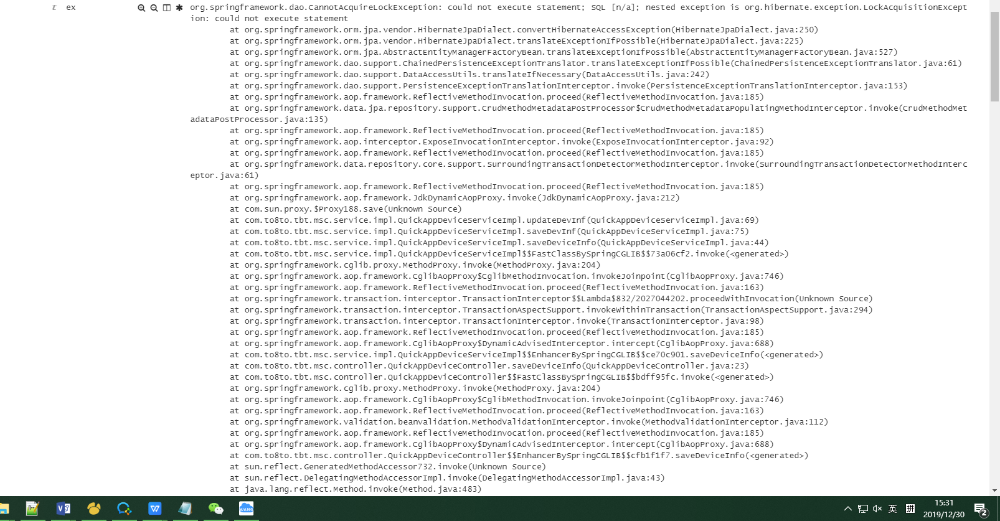 t ex org.springframework.dao.CannotAcquireLockException: could not execute statement; SQL [n/a]; nested exception is org.hibernate.exception.LockAcquisitionExcept
ion: could not execute statement
at org.springframework.orm.jpa.vendor.HibernateJpaDialect.convertHibernateAccessException(HibernateJpaDialect.java:250)
at org.springframework.orm.jpa.vendor.HibernateJpaDialect.translateExceptionIfPossible(HibernateJpaDialect.java:225)
at org.springframework.orm.jpa.AbstractEntityManagerFactoryBean.translateExceptionIfPossible(AbstractEntityManagerFactoryBean.java:527)
at org.springframework.dao.support.ChainedPersistenceExceptionTranslator.translateExceptionIfPossible(ChainedPersistenceExceptionTranslator.java:61)
at org.springframework.dao.support.DataAccessUtils.translateIfNecessary(DataAccessUtils.java:242)
at org.springframework.dao.support.PersistenceExceptionTranslationInterceptor.invoke(PersistenceExceptionTranslationInterceptor.java:153)
at org.springframework.aop.framework.ReflectiveMethodInvocation.proceed(ReflectiveMethodInvocation.java:185)
at org.springframework.data.jpa.repository.support.CrudMethodMetadataPostProcessor$CrudMethodMetadataPopulatingMethodInterceptor.invoke(CrudMethodMet
adataPostProcessor.java:135)
at org.springframework.aop.framework.ReflectiveMethodInvocation.proceed(ReflectiveMethodInvocation.java:185)
at org.springframework.aop.interceptor.ExposeInvocationInterceptor.invoke(ExposeInvocationInterceptor.java:92)
at org.springframework.aop.framework.ReflectiveMethodInvocation.proceed(ReflectiveMethodInvocation.java:185)
at org.springframework.data.repository.core.support.SurroundingTransactionDetectorMethodInterceptor.invoke(SurroundingTransactionDetectorMethodInterc
eptor.java:61)
at org.springframework.aop.framework.ReflectiveMethodInvocation.proceed(ReflectiveMethodInvocation.java:185)
at org.springframework.aop.framework.JdkDynamicAopProxy.invoke(JdkDynamicAopProxy.java:212)
at com.sun.proxy.$Proxy188.save(Unknown Source)
at com.to8to.tbt.msc.service.impl.QuickAppDeviceServiceImpl.updateDevInf(QuickAppDeviceServiceImpl.java:69)
at com.to8to.tbt.msc.service.impl.QuickAppDeviceServiceImpl.saveDevInf(QuickAppDeviceServiceImpl.java:75)
at com.to8to.tbt.msc.service.impl.QuickAppDeviceServiceImpl.saveDeviceInfo(QuickAppDeviceServiceImpl.java:44)
at com.to8to.tbt.msc.service.impl.QuickAppDeviceServiceImpl$$FastClassBySpringCGLIB$$73a06cf2.invoke(<generated>)
at org.springframework.cglib.proxy.MethodProxy.invoke(MethodProxy.java:204)
at org.springframework.aop.framework.CglibAopProxy$CglibMethodInvocation.invokeJoinpoint(CglibAopProxy.java:746)
at org.springframework.aop.framework.ReflectiveMethodInvocation.proceed(ReflectiveMethodInvocation.java:163)
at org.springframework.transaction.interceptor.TransactionInterceptor$$Lambda$832/2027044202.proceedWithInvocation(Unknown Source)
at org.springframework.transaction.interceptor.TransactionAspectSupport.invokeWithinTransaction(TransactionAspectSupport.java:294)
at org.springframework.transaction.interceptor.TransactionInterceptor.invoke(TransactionInterceptor.java:98)
at org.springframework.aop.framework.ReflectiveMethodInvocation.proceed(ReflectiveMethodInvocation.java:185)
at org.springframework.aop.framework.CglibAopProxy$DynamicAdvisedInterceptor.intercept(CglibAopProxy.java:688)
at com.to8to.tbt.msc.service.impl.QuickAppDeviceServiceImpl$$EnhancerBySpringCGLIB$$ce70c901.saveDeviceInfo(<generated>)
at com.to8to.tbt.msc.controller.QuickAppDeviceController.saveDeviceInfo(QuickAppDeviceController.java:23)
at com.to8to.tbt.msc.controller.QuickAppDeviceController$$FastClassBySpringCGLIB$$bdff95fc.invoke(<generated>)
at org.springframework.cglib.proxy.MethodProxy.invoke(MethodProxy.java:204)
at org.springframework.aop.framework.CglibAopProxy$CglibMethodInvocation.invokeJoinpoint(CglibAopProxy.java:746)
at org.springframework.aop.framework.ReflectiveMethodInvocation.proceed(ReflectiveMethodInvocation.java:163)
at org.springframework.validation.beanvalidation.MethodValidationInterceptor.invoke(MethodValidationInterceptor.java:112)
at org.springframework.aop.framework.ReflectiveMethodInvocation.proceed(ReflectiveMethodInvocation.java:185)
at org.springframework.aop.framework.CglibAopProxy$DynamicAdvisedInterceptor.intercept(CglibAopProxy.java:688)
at com.to8to.tbt.msc.controller.QuickAppDeviceController$$EnhancerBySpringCGLIB$$cfb1f1f7.saveDeviceInfo(<generated>)
at sun.reflect.GeneratedMethodAccessor732.invoke(Unknown Source)
at sun.reflect.DelegatingMethodAccessorImpl.invoke(DelegatingMethodAccessorImpl.java:43)
at java.lang.reflect.Method.invoke(Method.java:483)
WANG 英 拼 15:31
2019/12/30 2